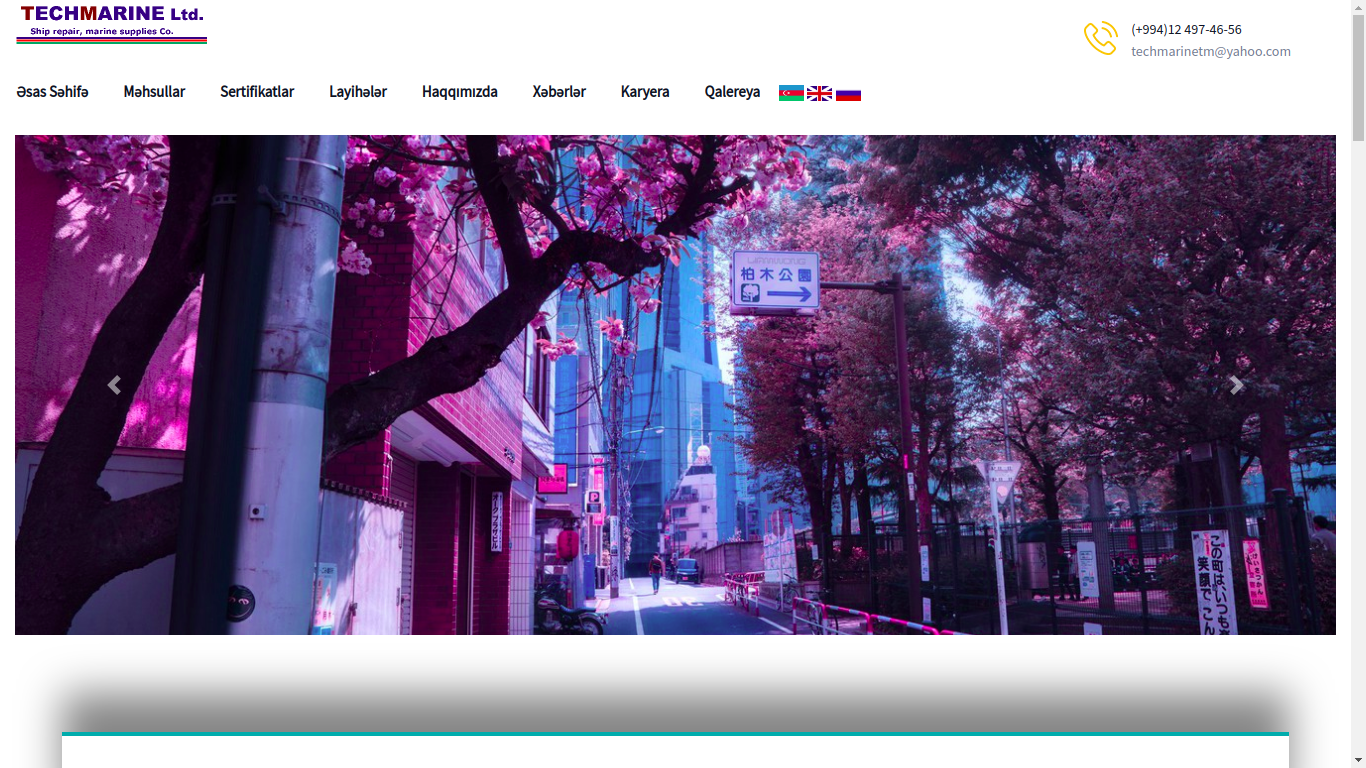 TECHMARINE Ltd.
Ship repair, marine supplies Co.
(+994)12 497-46-56
techmarinetm@yahoo.com
Əsas Səhifə
Məhsullar
Sertifikatlar
Layihələr
Haqqımızda
Xəbərlər
Karyera
Qalereya
柏木公園
P
この町は、いつも
笑顔で こん